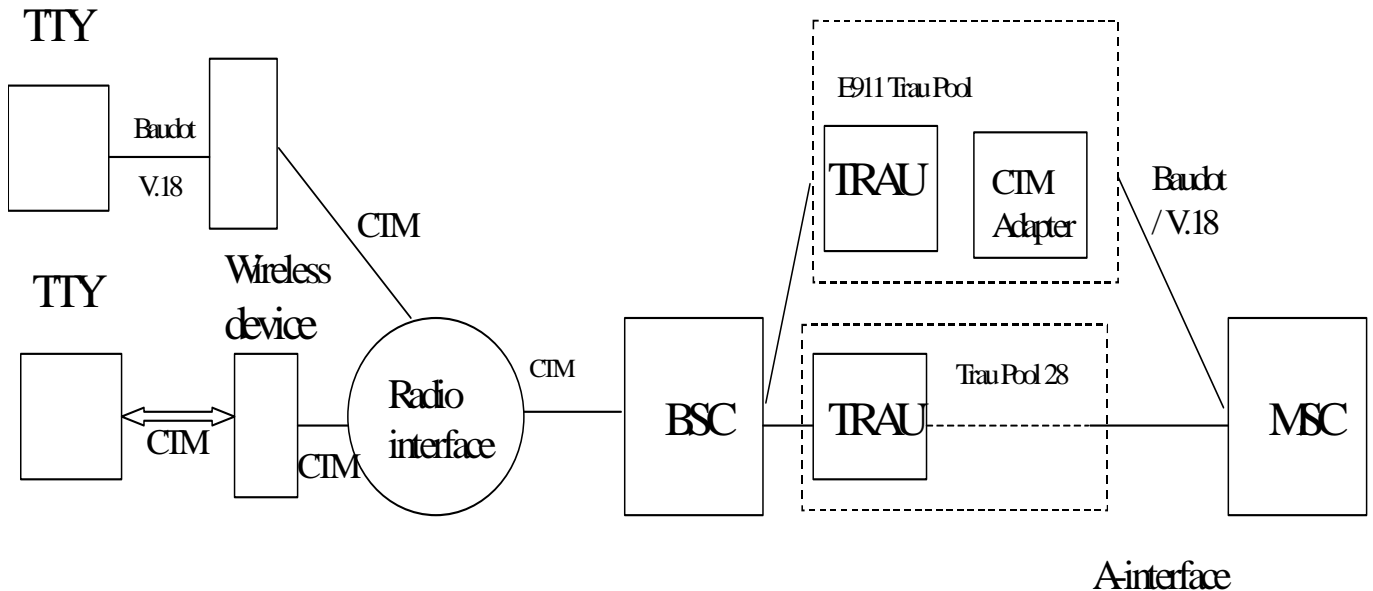 TTY
Baudot
V.18
CTM
Wireless
device
TTY
CTM
CTM
Radio
interface
CTM
BSC
E911 Trau Pool
TRAU
CTM
Adapter
Baudot
/ V.18
Trau Pool 28
TRAU
MSC
A-interface